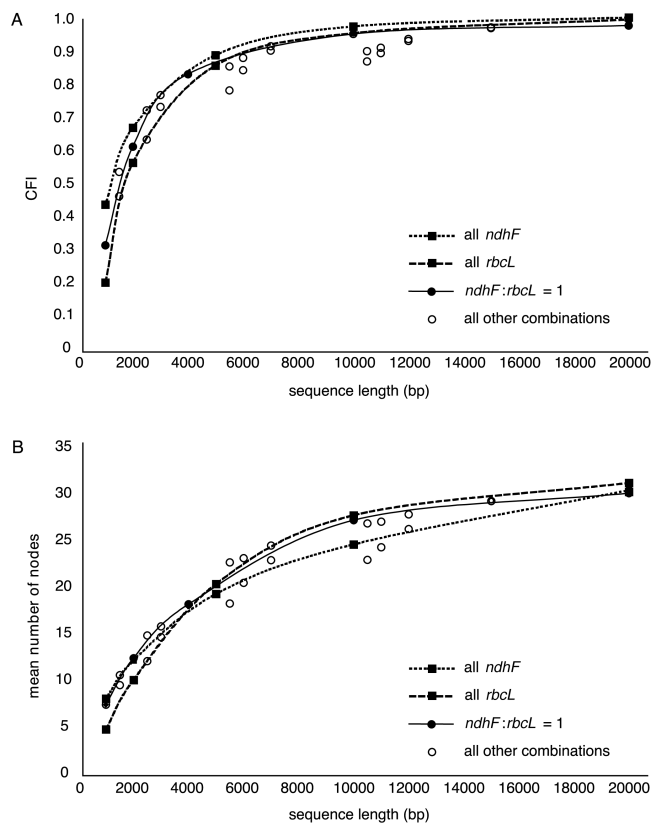 A
1.0
0.9
0.8
0.7
0.6
0.5
0.4
0.3
0.2
0.1
0
CFI
all ndhF
all rbcL
ndhF:rbcL = 1
all other combinations
0 2000 4000 6000 8000 10000 12000 14000 16000 18000 20000
sequence length (bp)
B
35
30
25
20
15
10
5
0
mean number of nodes
all ndhF
all rbcL
ndhF:rbcL = 1
all other combinations
0 2000 4000 6000 8000 10000 12000 14000 16000 18000 20000
sequence length (bp)